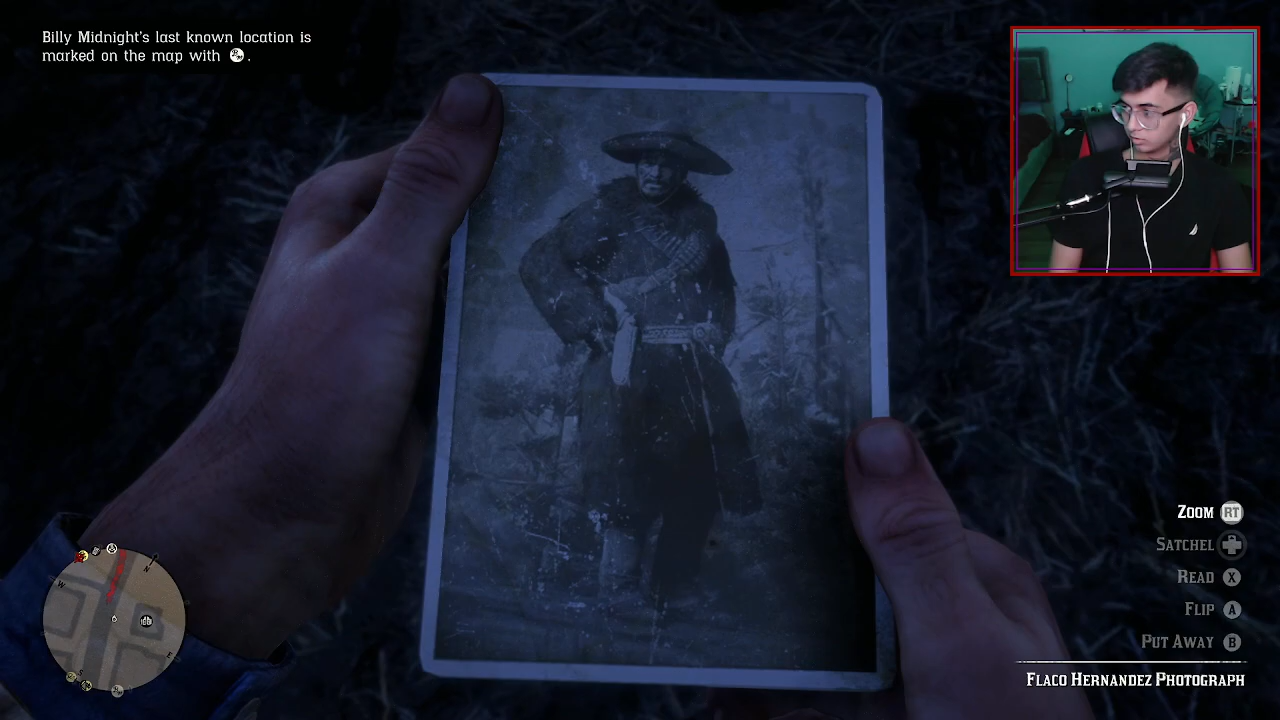 Billy Midnight's last known location is
marked on the map with .
Zoom RT
Satchel
Read X
Flip A
Put Away B
Flaco Hernandez Photograph
W
N
E